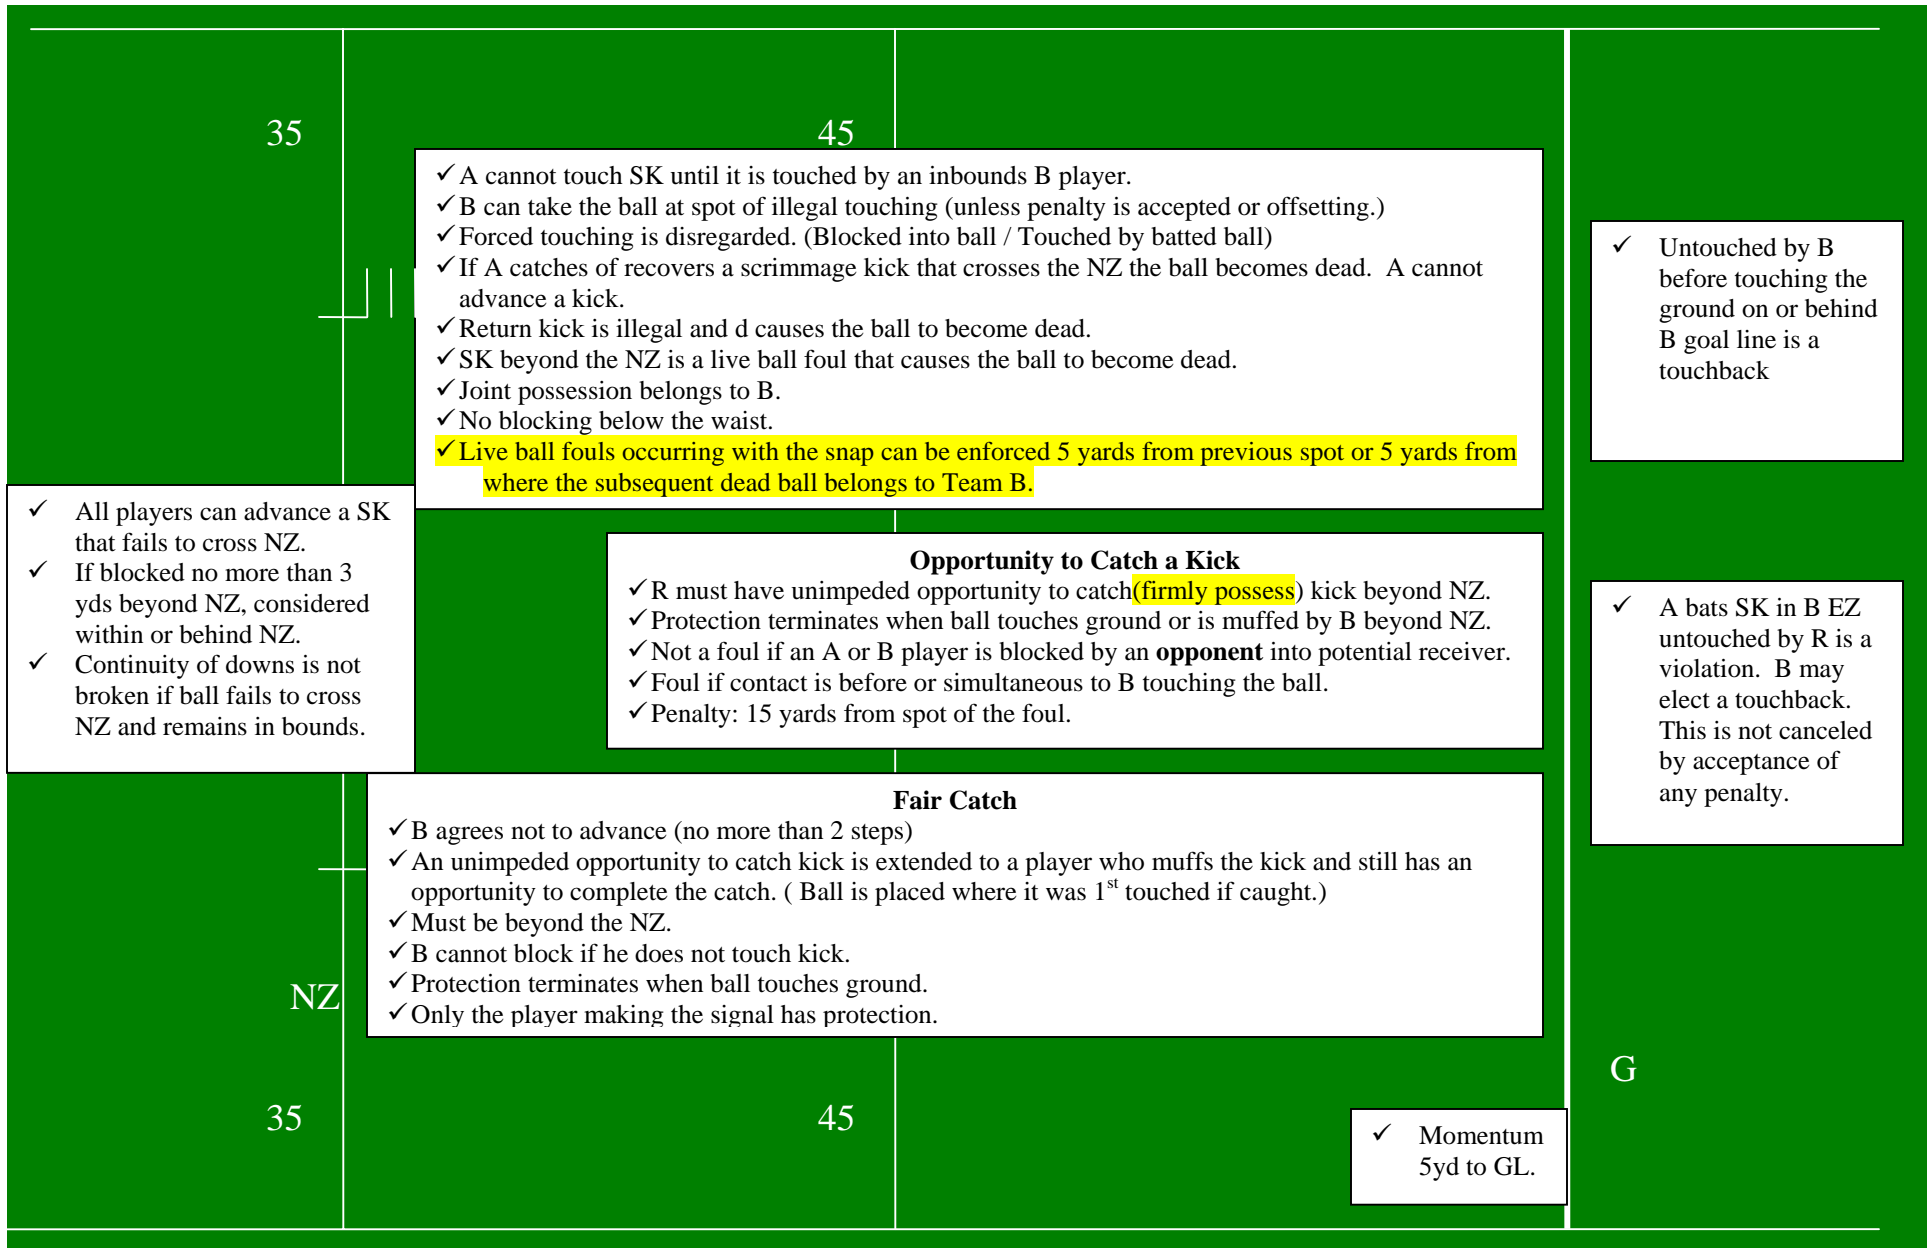 35
45
✓ A cannot touch SK until it is touched by an inbounds B player.
✓ B can take the ball at spot of illegal touching (unless penalty is accepted or offsetting.)
✓ Forced touching is disregarded. (Blocked into ball / Touched by batted ball)
✓ If A catches of recovers a scrimmage kick that crosses the NZ the ball becomes dead. A cannot
advance a kick.
✓ Return kick is illegal and d causes the ball to become dead.
✓ SK beyond the NZ is a live ball foul that causes the ball to become dead.
✓ Joint possession belongs to B.
✓ No blocking below the waist.
✓ Live ball fouls occurring with the snap can be enforced 5 yards from previous spot or 5 yards from
where the subsequent dead ball belongs to Team B.
✓ Untouched by B
before touching the
ground on or behind
B goal line is a
touchback
✓ All players can advance a SK
that fails to cross NZ.
✓ If blocked no more than 3
yds beyond NZ, considered
within or behind NZ.
✓ Continuity of downs is not
broken if ball fails to cross
NZ and remains in bounds.
Opportunity to Catch a Kick
✓ R must have unimpeded opportunity to catch(firmly possess) kick beyond NZ.
✓ Protection terminates when ball touches ground or is muffed by B beyond NZ.
✓ Not a foul if an A or B player is blocked by an opponent into potential receiver.
✓ Foul if contact is before or simultaneous to B touching the ball.
✓ Penalty: 15 yards from spot of the foul.
✓ A bats SK in B EZ
untouched by R is a
violation. B may
elect a touchback.
This is not canceled
by acceptance of
any penalty.
Fair Catch
✓ B agrees not to advance (no more than 2 steps)
✓ An unimpeded opportunity to catch kick is extended to a player who muffs the kick and still has an
opportunity to complete the catch. ( Ball is placed where it was 1st touched if caught.)
✓ Must be beyond the NZ.
✓ B cannot block if he does not touch kick.
✓ Protection terminates when ball touches ground.
✓ Only the player making the signal has protection.
NZ
G
35
45
✓ Momentum
5yd to GL.